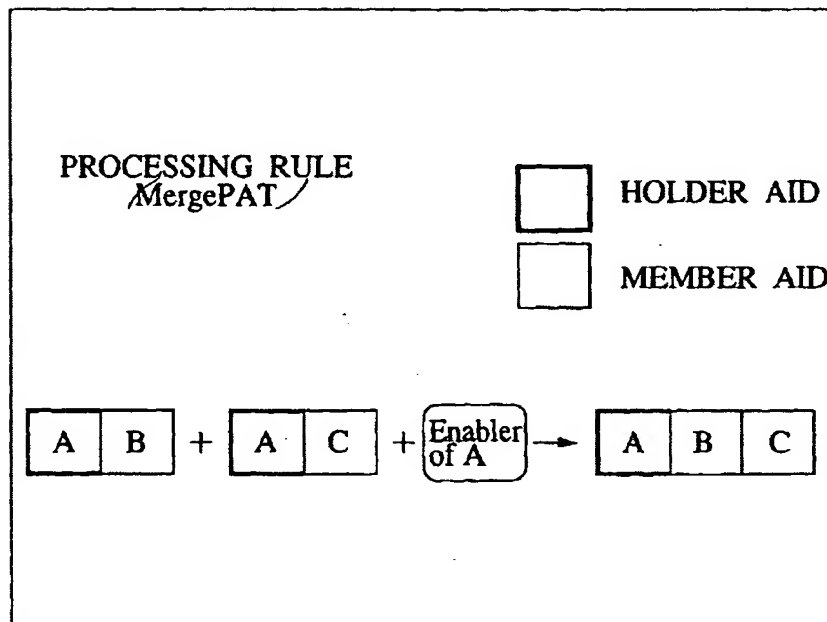 PROCESSING RULE
MergePAT
HOLDER AID
MEMBER AID
A B + A C + Enabler of A → A B C